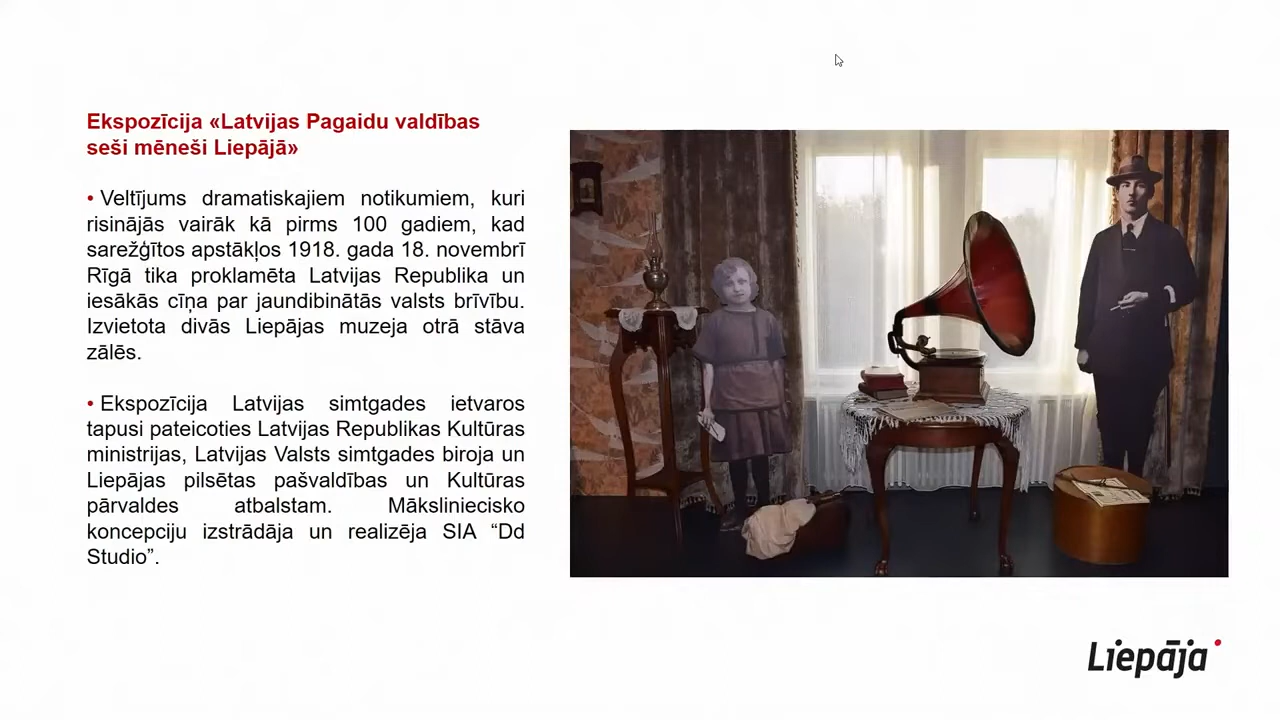 Ekspozīcija «Latvijas Pagaidu valdības
seši mēneši Liepājā»
• Veltījums dramatiskajiem notikumiem, kuri
risinājās vairāk kā pirms 100 gadiem, kad
sarežģītos apstākļos 1918. gada 18. novembrī
Rīgā tika proklamēta Latvijas Republika un
iesākās cīņa par jaundibinātās valsts brīvību.
Izvietota divās Liepājas muzeja otrā stāva
zālēs.
• Ekspozīcija Latvijas simtgades ietvaros
tapusi pateicoties Latvijas Republikas Kultūras
ministrijas, Latvijas Valsts simtgades biroja un
Liepājas pilsētas pašvaldības un Kultūras
pārvaldes atbalstam. Māksliniecisko
koncepciju izstrādāja un realizēja SIA “Dd
Studio”.
Liepāja